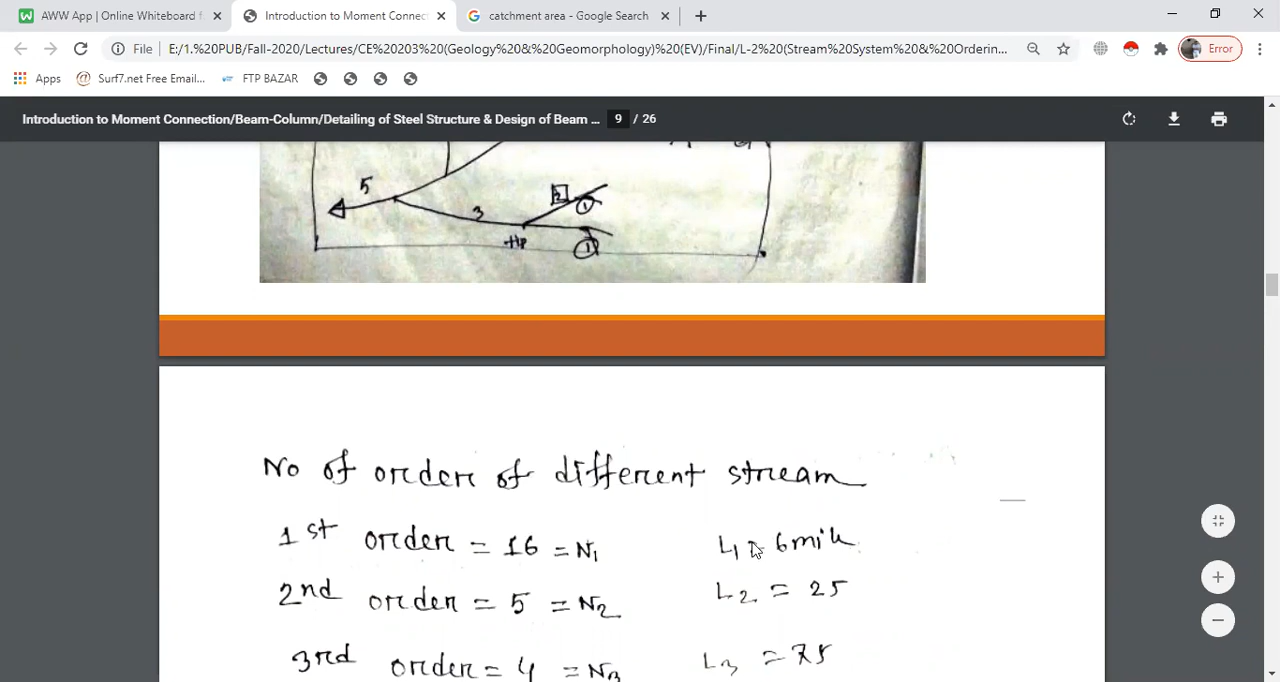 AWW App | Online Whiteboard f
Introduction to Moment Connec
catchment area - Google Search
File | E:/1.%20PUB/Fall-2020/Lectures/CE%20203%20(Geology%20&%20Geomorphology)%20(EV)/Final/L-2%20(Stream%20System%20&%20Orderin...
Error
Apps
Surf7.net Free Email...
FTP BAZAR
Introduction to Moment Connection/Beam-Column/Detailing of Steel Structure & Design of Beam ...
9 / 26
5
3
1
1
No of order of different stream
1st order = 16 = N1
L1 = 6 mile
2nd order = 5 = N2
L2 = 25
3rd order = 4 = N3
L3 = 75